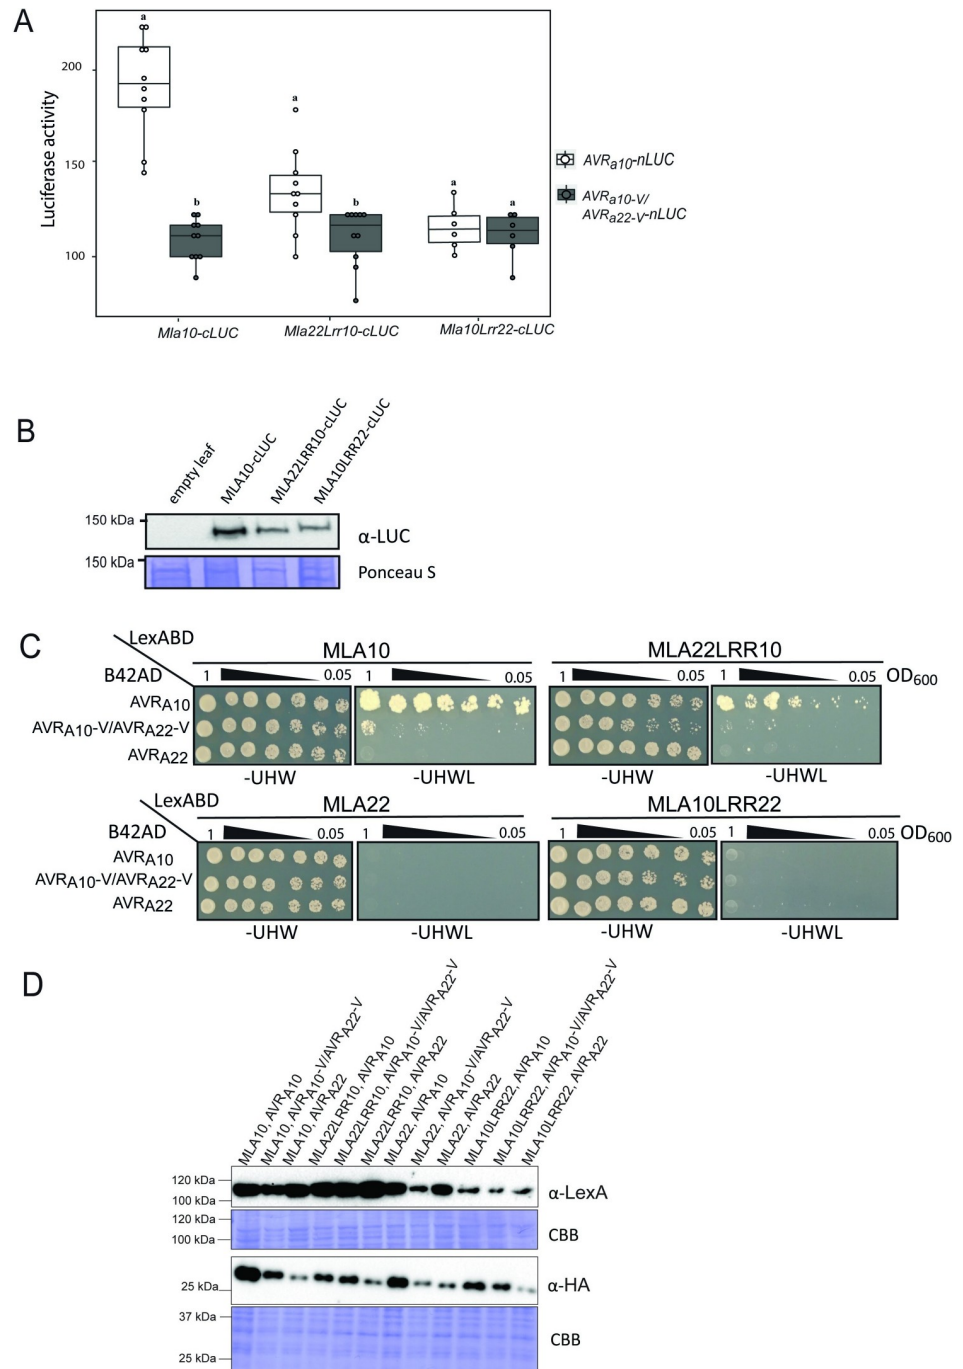 A
a
200
a
150
b
b
a
a
100
Luciferase activity
AVRa10-nLUC
AVRa10-V/
AVRa22-V-nLUC
Mla10-cLUC
Mla22Lrr10-cLUC
Mla10Lrr22-cLUC
B
empty leaf
MLA10-cLUC
MLA22LRR10-cLUC
MLA10LRR22-cLUC
150 kDa
α-LUC
150 kDa
Ponceau S
C
LexABD
MLA10
MLA22LRR10
B42AD
1 0.05 1 0.05 1 0.05 1 0.05 OD600
AVRA10
AVRA10-V/AVRA22-V
AVRA22
-UHW -UHWL -UHW -UHWL
LexABD
MLA22
MLA10LRR22
B42AD
1 0.05 1 0.05 1 0.05 1 0.05 OD600
AVRA10
AVRA10-V/AVRA22-V
AVRA22
-UHW -UHWL -UHW -UHWL
D
MLA10, AVRA10
MLA10, AVRA10-V/AVRA22-V
MLA10, AVRA22
MLA22LRR10, AVRA10
MLA22LRR10, AVRA10-V/AVRA22-V
MLA22LRR10, AVRA22
MLA22, AVRA10
MLA22, AVRA10-V/AVRA22-V
MLA22, AVRA22
MLA10LRR22, AVRA10
MLA10LRR22, AVRA10-V/AVRA22-V
MLA10LRR22, AVRA22
120 kDa
100 kDa
α-LexA
120 kDa
100 kDa
CBB
25 kDa
α-HA
37 kDa
25 kDa
CBB